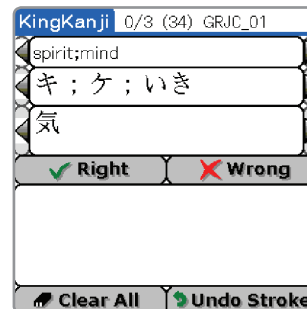 KingKanji 0/3 (34) GRJC_01
spirit;mind
キ；ケ；いき
気
Right Wrong
Clear All Undo Stroke